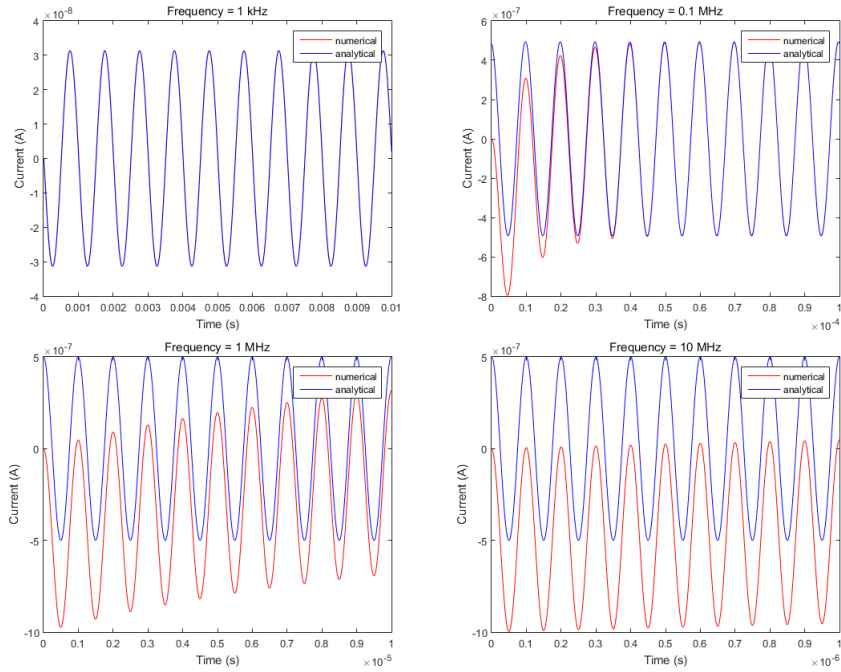 Frequency = 1 kHz
×10⁻⁸
4
3
2
1
0
-1
-2
-3
-4
Current (A)
numerical
analytical
0 0.001 0.002 0.003 0.004 0.005 0.006 0.007 0.008 0.009 0.01
Time (s)
Frequency = 0.1 MHz
×10⁻⁷
6
4
2
0
-2
-4
-6
-8
Current (A)
numerical
analytical
0 0.1 0.2 0.3 0.4 0.5 0.6 0.7 0.8 0.9 1
Time (s)
×10⁻⁴
Frequency = 1 MHz
×10⁻⁷
5
0
-5
-10
Current (A)
numerical
analytical
0 0.1 0.2 0.3 0.4 0.5 0.6 0.7 0.8 0.9 1
Time (s)
×10⁻⁵
Frequency = 10 MHz
×10⁻⁷
5
0
-5
-10
Current (A)
numerical
analytical
0 0.1 0.2 0.3 0.4 0.5 0.6 0.7 0.8 0.9 1
Time (s)
×10⁻⁶